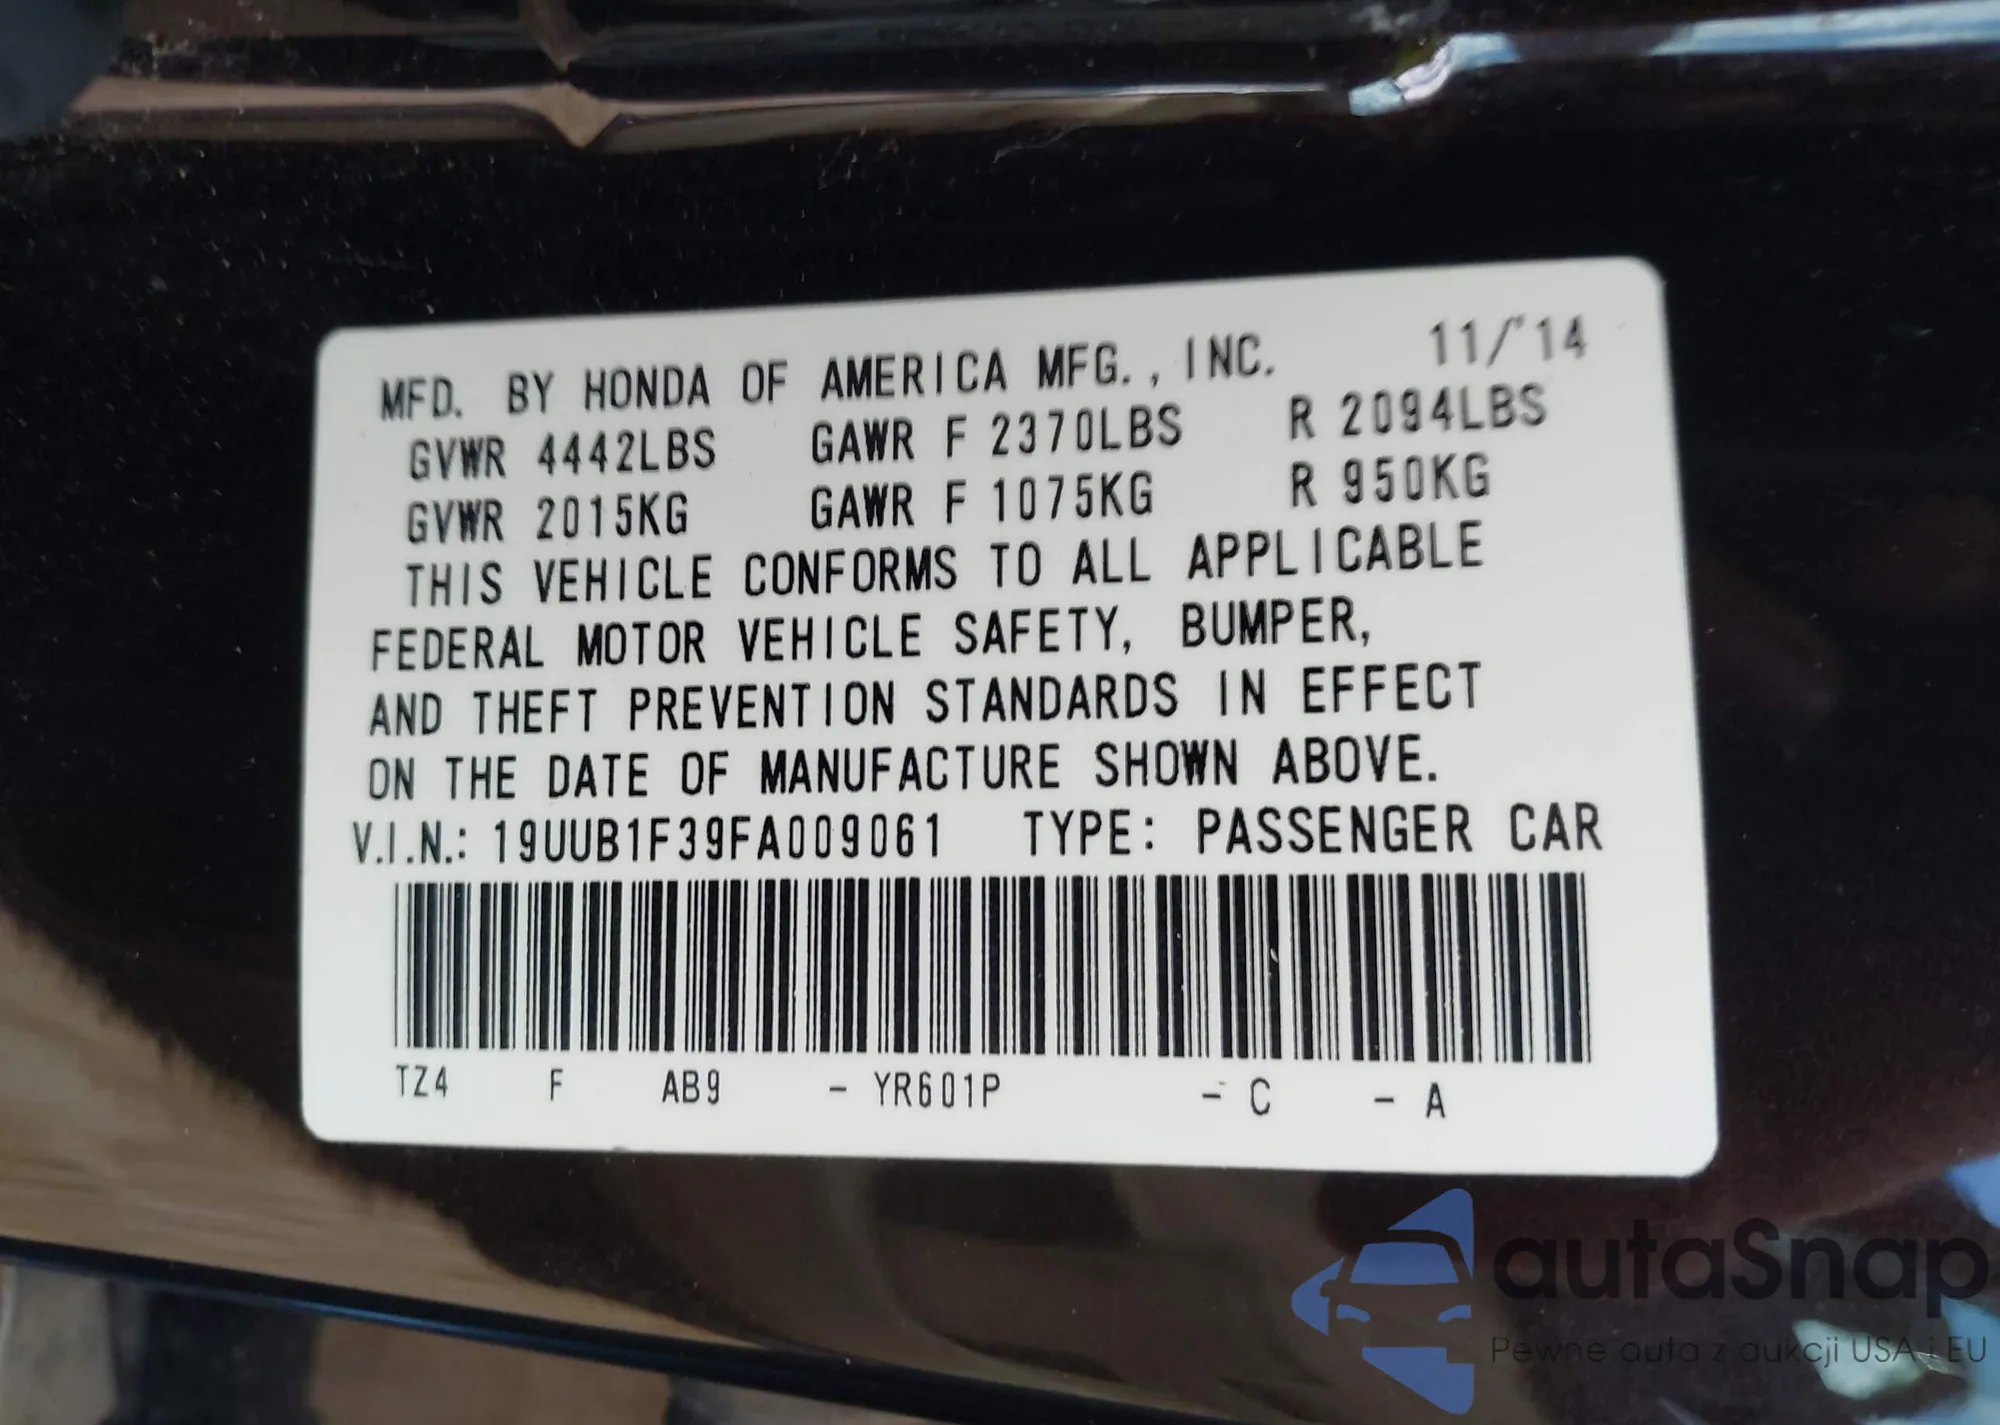 MFD. BY HONDA OF AMERICA MFG., INC. 11/'14
GVWR 4442LBS GAWR F 2370LBS R 2094LBS
GVWR 2015KG GAWR F 1075KG R 950KG
THIS VEHICLE CONFORMS TO ALL APPLICABLE
FEDERAL MOTOR VEHICLE SAFETY, BUMPER,
AND THEFT PREVENTION STANDARDS IN EFFECT
ON THE DATE OF MANUFACTURE SHOWN ABOVE.
V.I.N.: 19UUB1F39FA009061 TYPE: PASSENGER CAR
TZ4 F AB9 - YR601P - C - A
autaSnap
Pewne auta z aukcji USA i EU